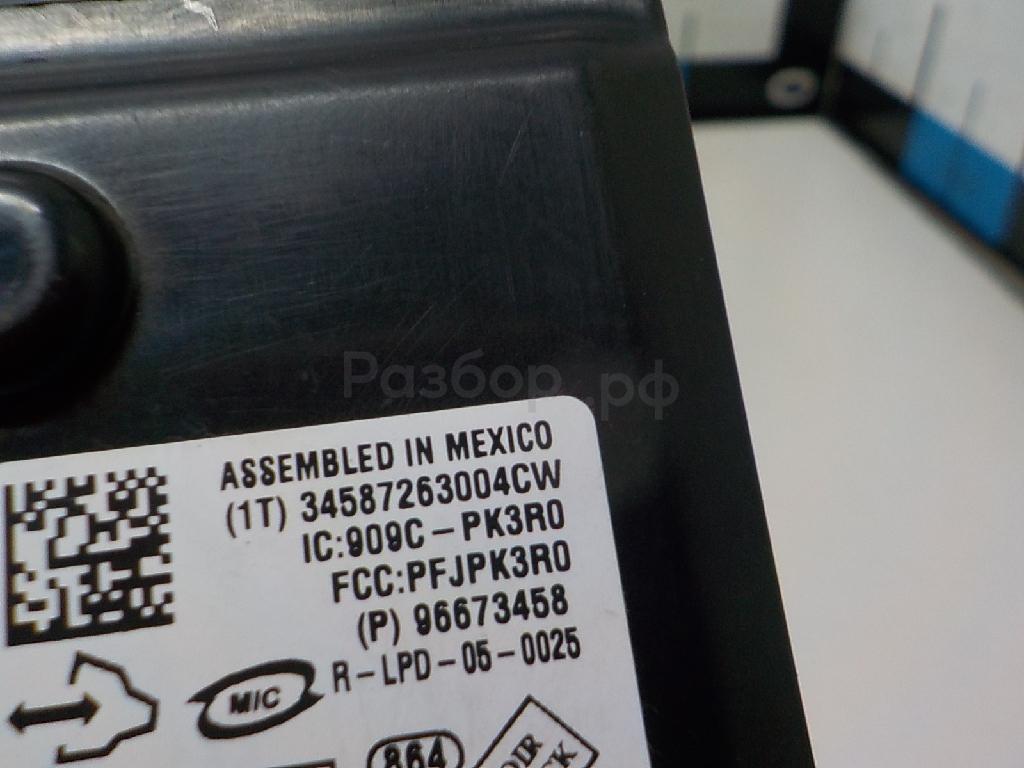 Разбор.рф
ASSEMBLED IN MEXICO
(1T) 34587263004CW
IC:909C-PK3R0
FCC:PFJPK3R0
(P) 96673458
R-LPD-05-0025
MIC
864